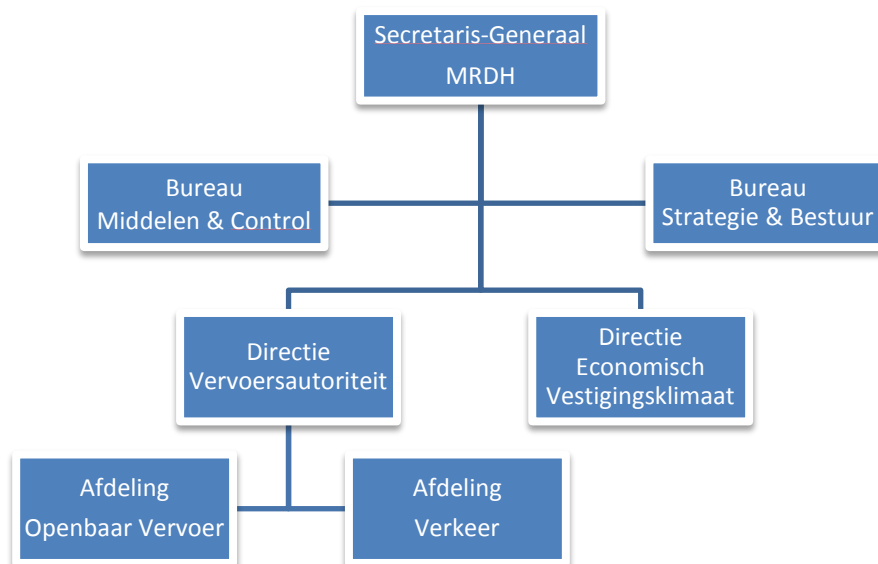 Secretaris-Generaal
MRDH
Bureau
Middelen & Control
Bureau
Strategie & Bestuur
Directie
Vervoersautoriteit
Directie
Economisch
Vestigingsklimaat
Afdeling
Openbaar Vervoer
Afdeling
Verkeer